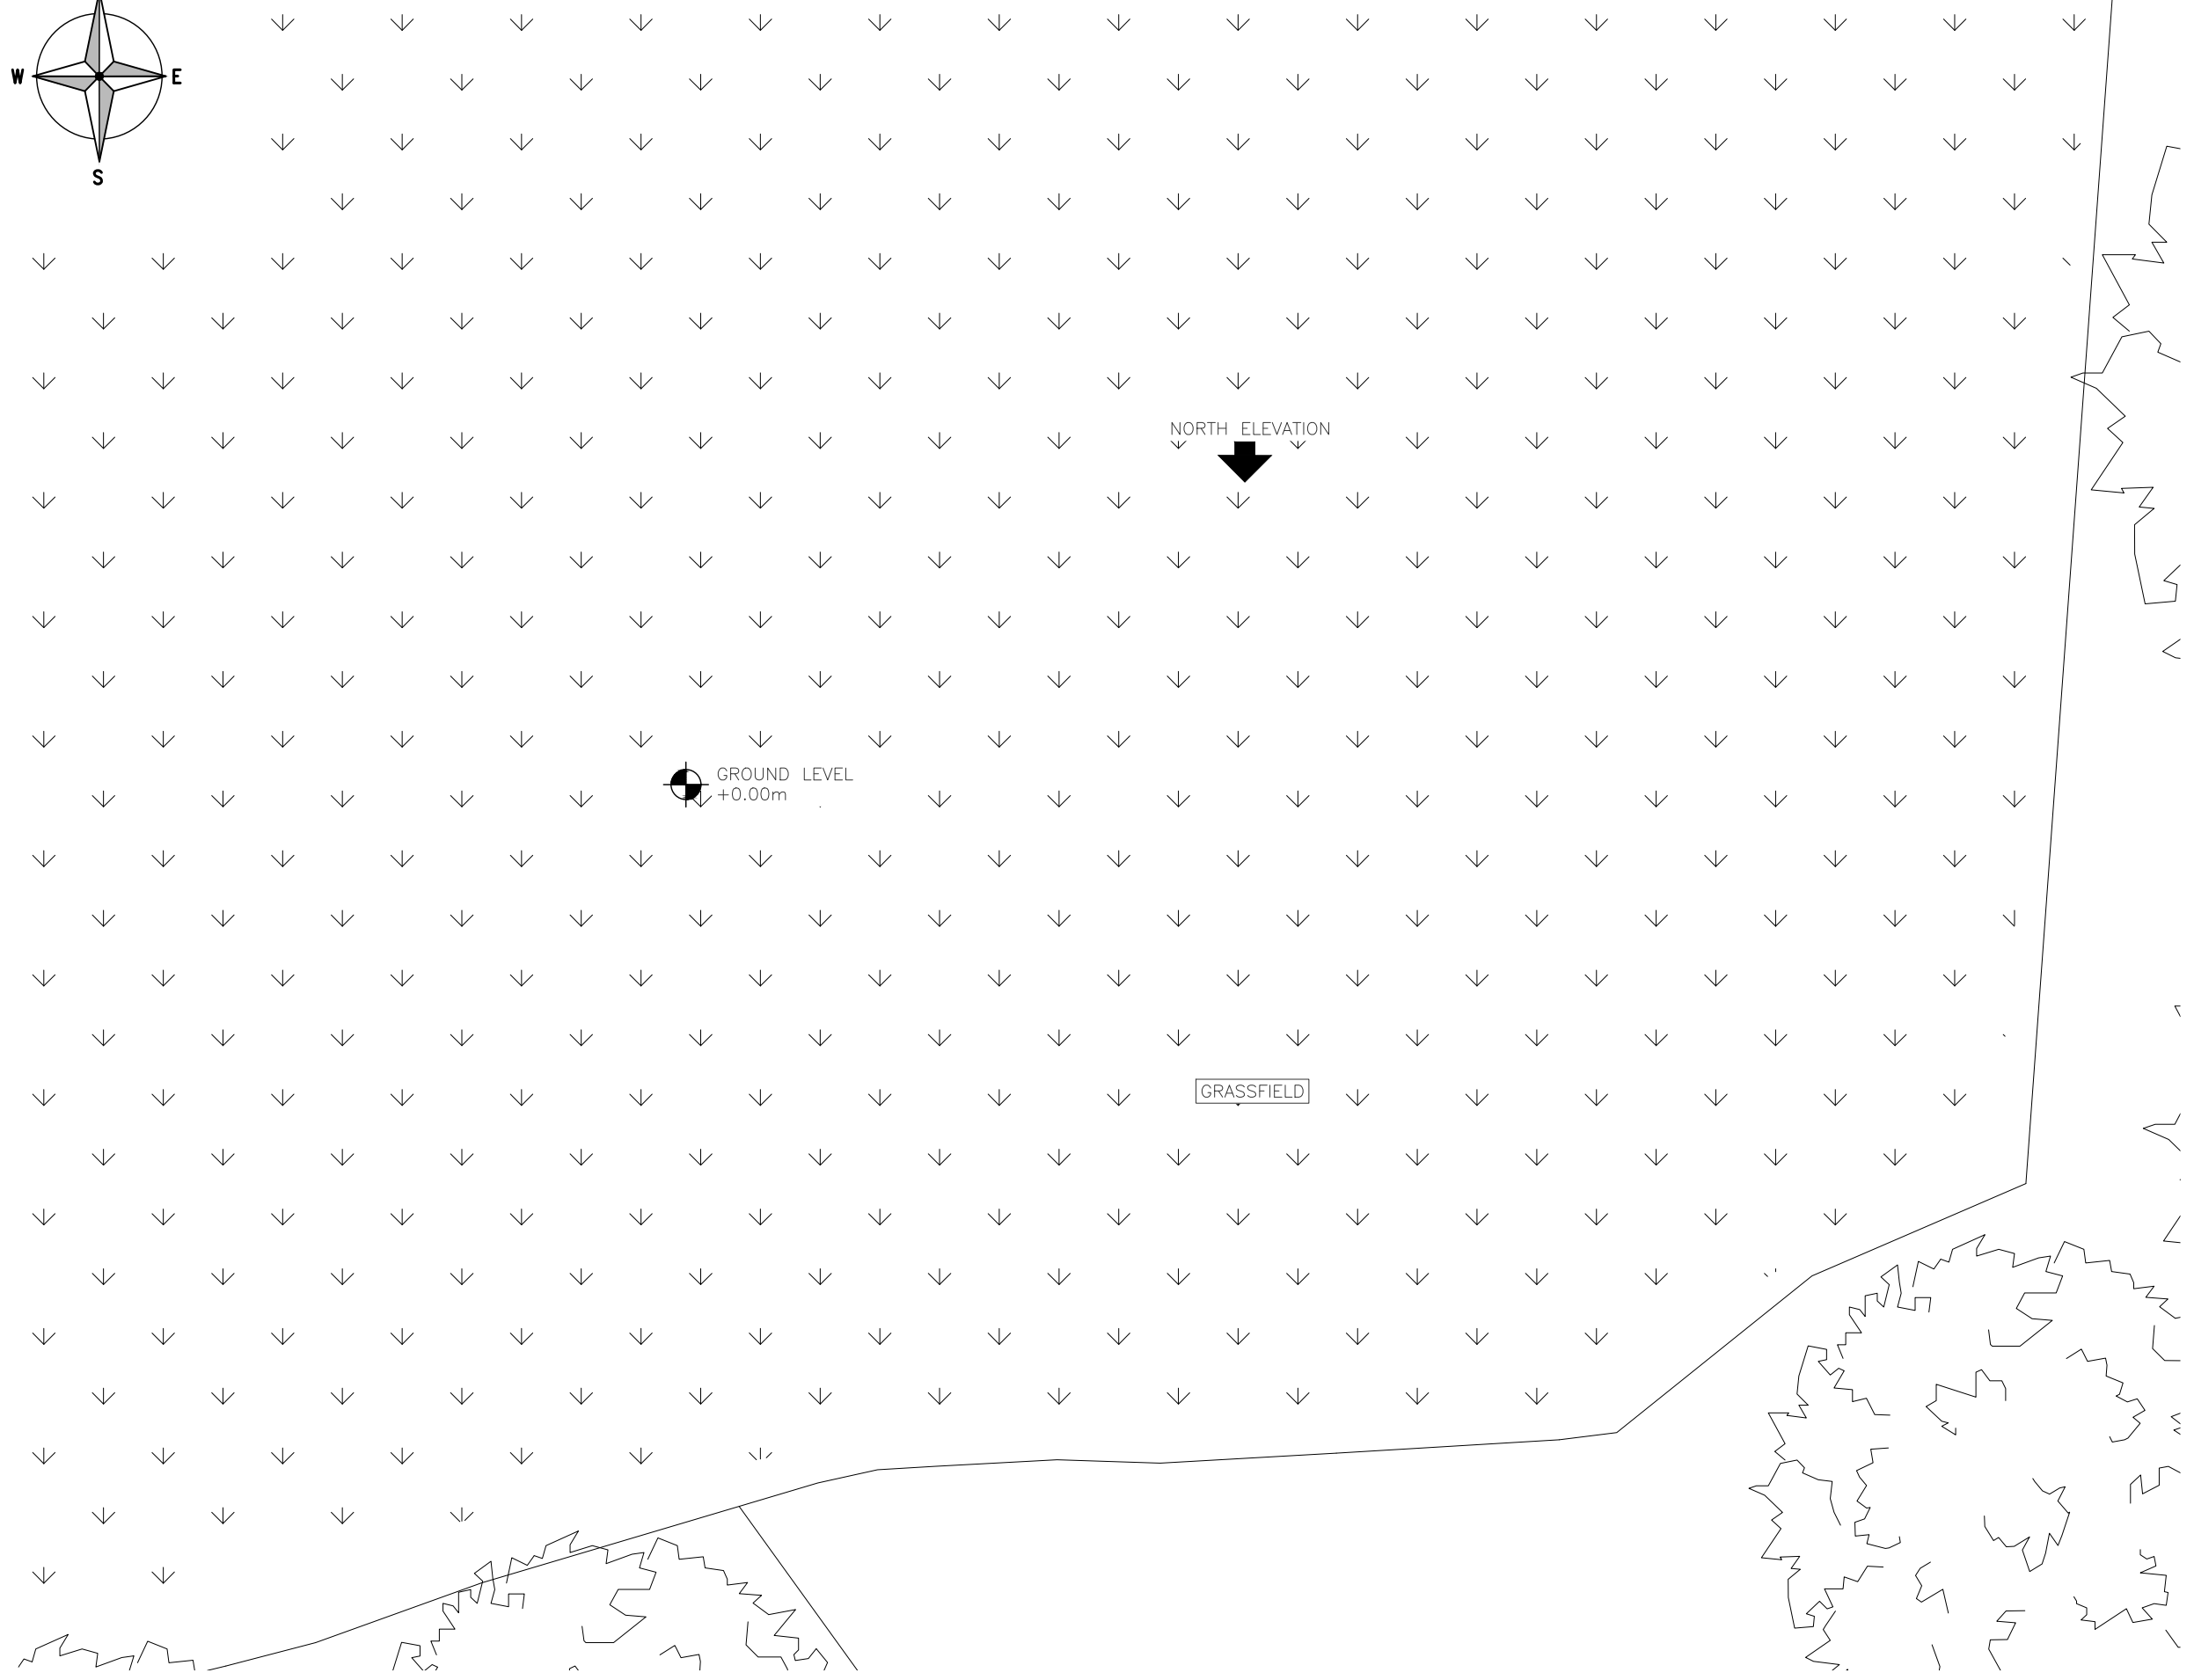 W E
S
NORTH ELEVATION
GROUND LEVEL
+0.00m
GRASSFIELD